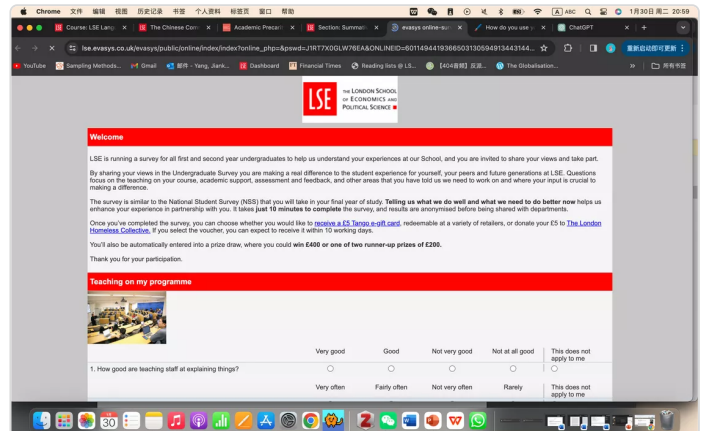 Chrome 文件 编辑 视图 历史记录 书签 个人资料 标签页 窗口 帮助
ABC
1月30日 周二 20:59
Course: LSE Lang
The Chinese Com
Academic Precari
Section: Summati
evasys online-sur
How do you use
ChatGPT
重新启动即可更新
YouTube
Sampling Methods...
Gmail
邮件 - Yang, Jiank...
Dashboard
Financial Times
Reading lists @ LS...
The Globalisation...
所有书签
LSE
THE LONDON SCHOOL
OF ECONOMICS AND
POLITICAL SCIENCE
Welcome
LSE is running a survey for all first and second year undergraduates to help us understand your experiences at our School, and you are invited to share your views and take part.
By sharing your views in the Undergraduate Survey you are making a real difference to the student experience for yourself, your peers and future generations at LSE. Questions
focus on the teaching on your course, academic support, assessment and feedback, and other areas that you have told us we need to work on and where your input is crucial to
making a difference.
The survey is similar to the National Student Survey (NSS) that you will take in your final year of study. Telling us what we do well and what we need to do better now helps us
enhance your experience in partnership with you. It takes just 10 minutes to complete the survey, and results are anonymised before being shared with departments.
Once you've completed the survey, you can choose whether you would like to receive a £5 Tango e-gift card, redeemable at a variety of retailers, or donate your £5 to The London
Homeless Collective. If you select the voucher, you can expect to receive it within 10 working days.
You'll also be automatically entered into a prize draw, where you could win £400 or one of two runner-up prizes of £200.
Thank you for your participation.
Teaching on my programme
Very good Good Not very good Not at all good This does not
apply to me
1. How good are teaching staff at explaining things?
Very often Fairly often Not very often Rarely This does not
apply to me
30